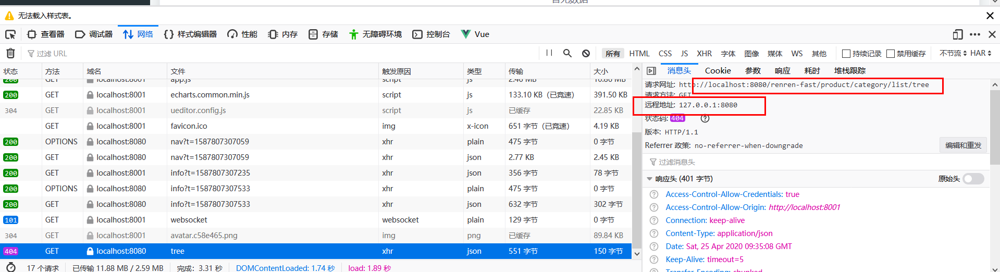 暂无数据
无法载入样式表。
查看器 调试器 网络 样式编辑器 性能 内存 存储 无障碍环境 控制台 Vue
过滤 URL 所有 HTML CSS JS XHR 字体 图像 媒体 WS 其他 持续记录 禁用缓存 不节流 HAR
状态 方法 域名 文件 触发原因 类型 传输 大小
200 GET localhost:8001 app.js script js 2.46 MB 10.86 MB
200 GET localhost:8001 echarts.common.min.js script js 133.10 KB（已竞速） 391.50 KB
304 GET localhost:8001 ueditor.config.js script js 已缓存 22.85 KB
GET localhost:8001 favicon.ico img x-icon 651 字节（已竞速） 4.19 KB
200 OPTIONS localhost:8080 nav?t=1587807307059 xhr plain 475 字节 0 字节
200 GET localhost:8080 nav?t=1587807307059 xhr json 2.77 KB 2.45 KB
200 GET localhost:8001 info?t=1587807307235 xhr json 356 字节 78 字节
200 OPTIONS localhost:8080 info?t=1587807307533 xhr plain 475 字节 0 字节
200 GET localhost:8080 info?t=1587807307533 xhr json 632 字节 302 字节
101 GET localhost:8001 websocket websocket plain 129 字节 0 字节
304 GET localhost:8001 avatar.c58e465.png img png 已缓存 89.84 KB
404 GET localhost:8080 tree xhr json 551 字节 150 字节
17 个请求 已传输 11.88 MB / 2.59 MB 完成：3.31 秒 DOMContentLoaded: 1.74 秒 load: 1.89 秒
消息头 Cookie 参数 响应 耗时 堆栈跟踪
请求网址: http://localhost:8080/renren-fast/product/category/list/tree
请求方法: GET
远程地址: 127.0.0.1:8080
状态码: 404
版本: HTTP/1.1
Referrer 政策: no-referrer-when-downgrade 编辑和重发
过滤消息头
响应头 (401 字节) 原始头
Access-Control-Allow-Credentials: true
Access-Control-Allow-Origin: http://localhost:8001
Connection: keep-alive
Content-Type: application/json
Date: Sat, 25 Apr 2020 09:35:08 GMT
Keep-Alive: timeout=5
Transfer-Encoding: chunked